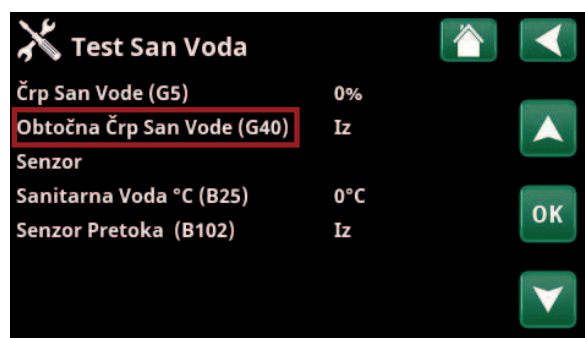 Test San Voda
Črp San Vode (G5) 0%
Obtočna Črp San Vode (G40) Iz
Senzor
Sanitarna Voda °C (B25) 0°C
Senzor Pretoka (B102) Iz
OK